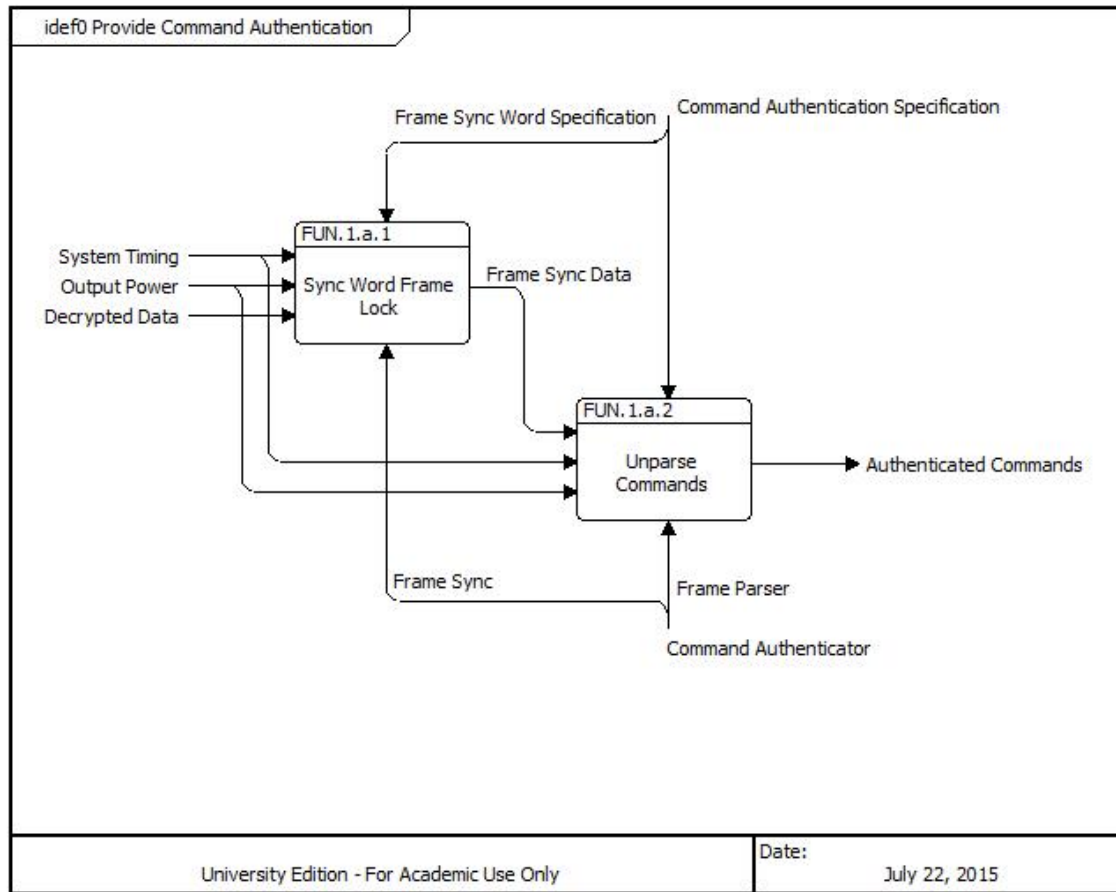 idef0 Provide Command Authentication
Command Authentication Specification
Frame Sync Word Specification
FUN.1.a.1
System Timing
Output Power
Decrypted Data
Sync Word Frame
Lock
Frame Sync Data
FUN.1.a.2
Unparse
Commands
Authenticated Commands
Frame Sync
Frame Parser
Command Authenticator
University Edition - For Academic Use Only
Date:
July 22, 2015